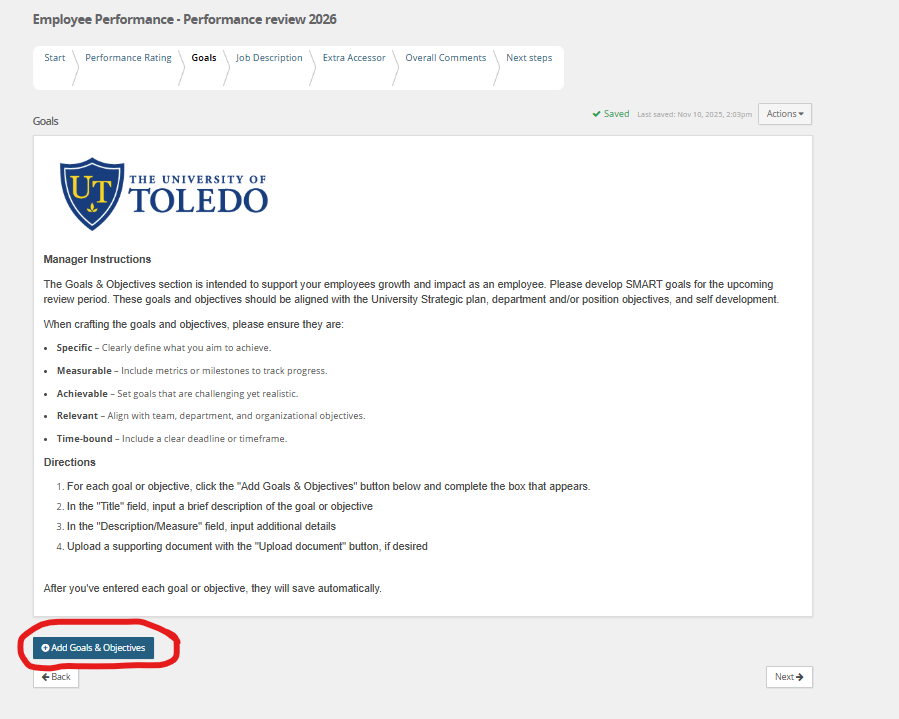 Employee Performance - Performance review 2026
Start Performance Rating Goals Job Description Extra Accessor Overall Comments Next steps
Goals
Saved Last saved: Nov 10, 2025, 2:03pm Actions
UT
THE UNIVERSITY OF
TOLEDO
Manager Instructions
The Goals & Objectives section is intended to support your employees growth and impact as an employee. Please develop SMART goals for the upcoming
review period. These goals and objectives should be aligned with the University Strategic plan, department and/or position objectives, and self development.
When crafting the goals and objectives, please ensure they are:
• Specific – Clearly define what you aim to achieve.
• Measurable – Include metrics or milestones to track progress.
• Achievable – Set goals that are challenging yet realistic.
• Relevant – Align with team, department, and organizational objectives.
• Time-bound – Include a clear deadline or timeframe.
Directions
1. For each goal or objective, click the "Add Goals & Objectives" button below and complete the box that appears.
2. In the "Title" field, input a brief description of the goal or objective
3. In the "Description/Measure" field, input additional details
4. Upload a supporting document with the "Upload document" button, if desired
After you've entered each goal or objective, they will save automatically.
Add Goals & Objectives
Back
Next